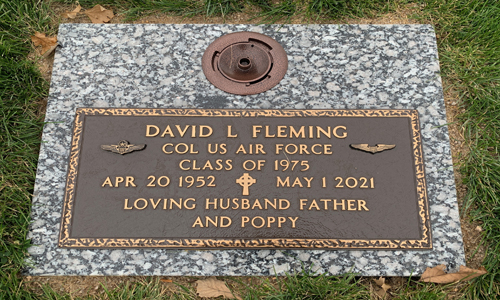 DAVID L FLEMING
COL US AIR FORCE
CLASS OF 1975
APR 20 1952 MAY 1 2021
LOVING HUSBAND FATHER
AND POPPY